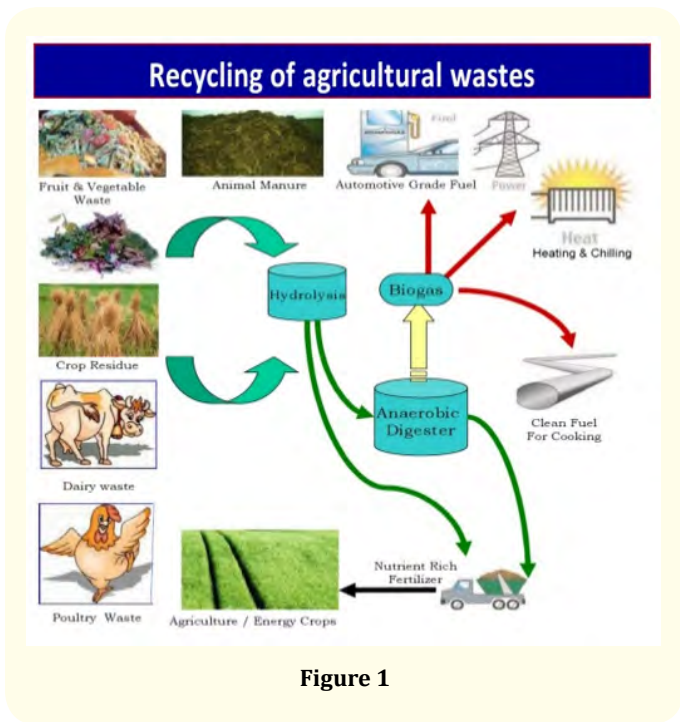 Recycling of agricultural wastes
Fruit & Vegetable
Waste
Animal Manure
Fuel
Automotive Grade Fuel
Power
Heat
Heating & Chilling
Hydrolysis
Biogas
Crop Residue
Anaerobic
Digester
Clean Fuel
For Cooking
Dairy waste
Nutrient Rich
Fertilizer
Poultry Waste
Agriculture / Energy Crops
Figure 1